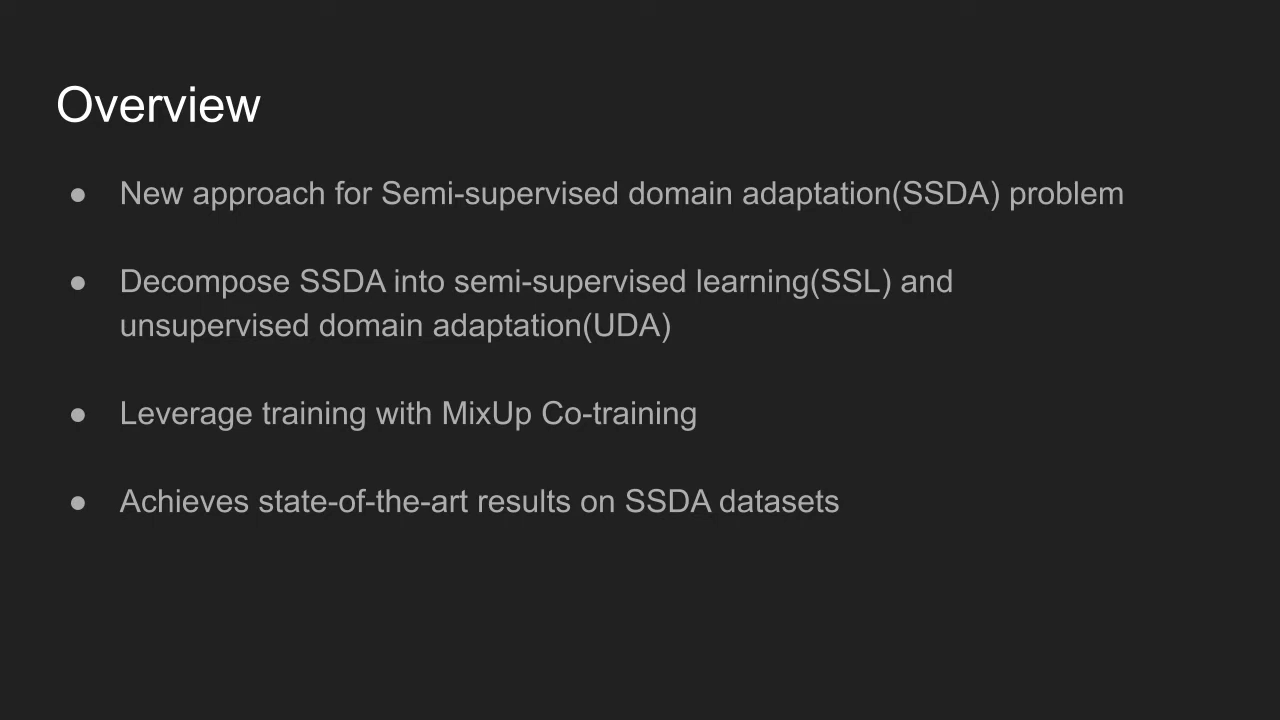 Overview
● New approach for Semi-supervised domain adaptation(SSDA) problem
● Decompose SSDA into semi-supervised learning(SSL) and
unsupervised domain adaptation(UDA)
● Leverage training with MixUp Co-training
● Achieves state-of-the-art results on SSDA datasets